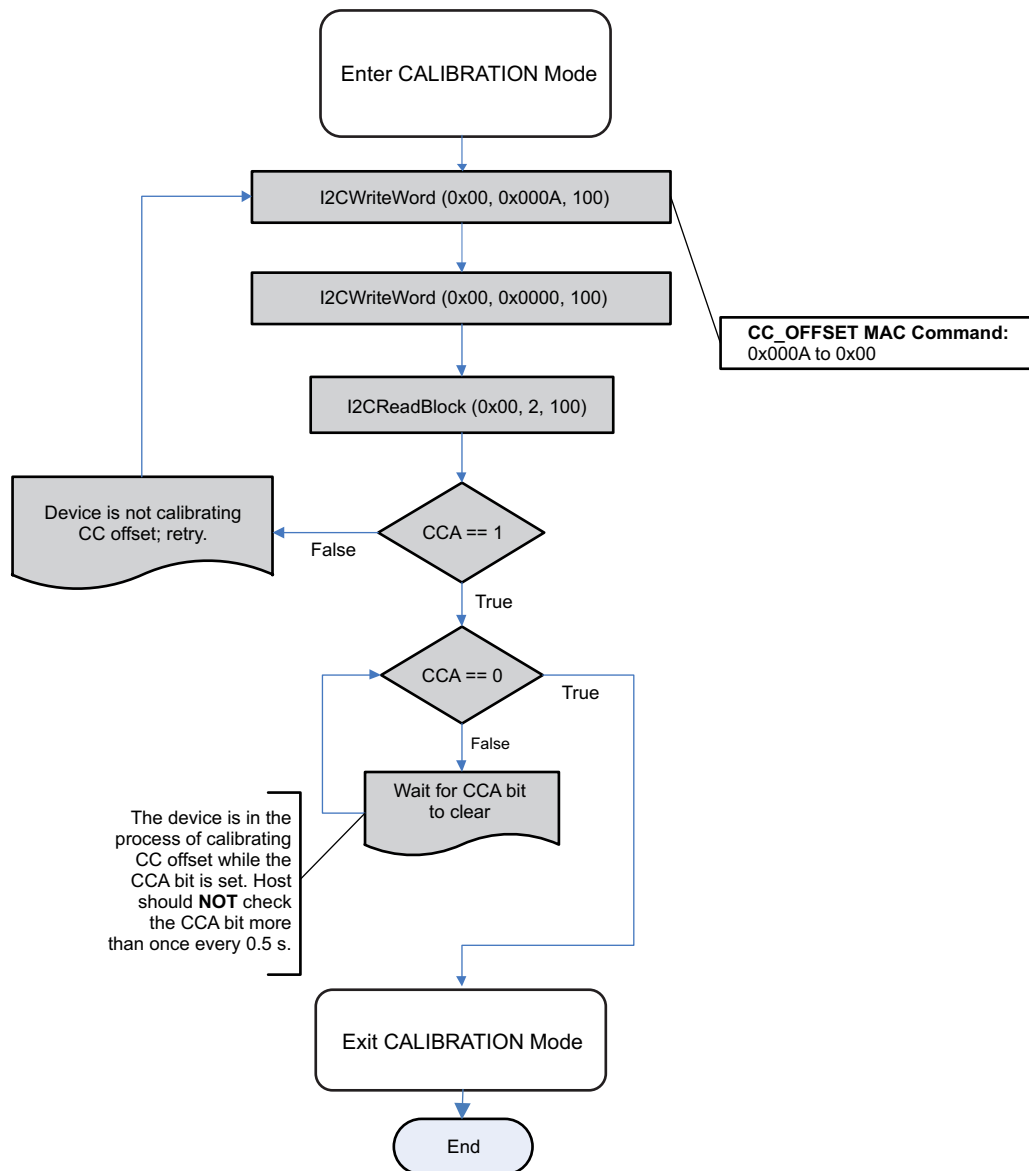 Enter CALIBRATION Mode
I2CWriteWord (0x00, 0x000A, 100)
I2CWriteWord (0x00, 0x0000, 100)
CC_OFFSET MAC Command:
0x000A to 0x00
I2CReadBlock (0x00, 2, 100)
Device is not calibrating
CC offset; retry.
CCA == 1
False
True
CCA == 0
True
False
Wait for CCA bit
to clear
The device is in the
process of calibrating
CC offset while the
CCA bit is set. Host
should NOT check
the CCA bit more
than once every 0.5 s.
Exit CALIBRATION Mode
End